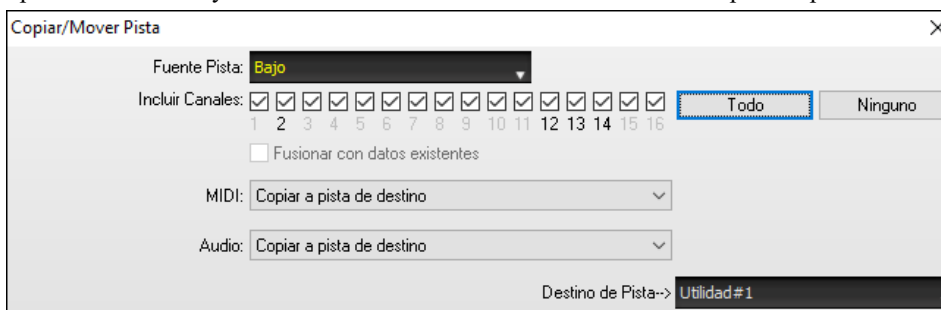 Copiar/Mover Pista
Fuente Pista: Bajo
Incluir Canales: Todo Ninguno
1 2 3 4 5 6 7 8 9 10 11 12 13 14 15 16
Fusionar con datos existentes
MIDI: Copiar a pista de destino
Audio: Copiar a pista de destino
Destino de Pista--> Utilidad#1